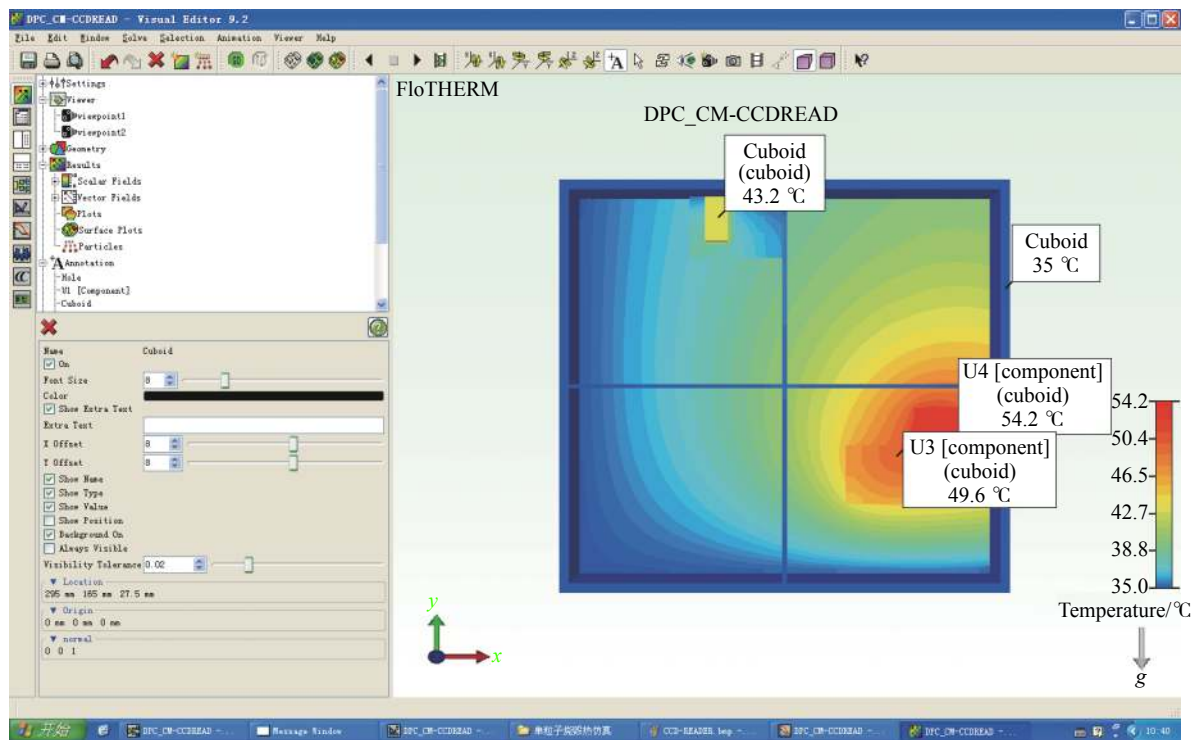 DPC_CM-CCDREAD - Visual Editor 9.2
File Edit Window Solve Selection Animation Viewer Help
Settings
Viewer
viewpoint1
viewpoint2
Geometry
Results
Scalar Fields
Vector Fields
Plots
Surface Plots
Particles
Annotation
Hole
U1 [Component]
Cuboid
Name Cuboid
On
Font Size 8
Color
Show Extra Text
Extra Text
X Offset 8
Y Offset 8
Show Name
Show Type
Show Value
Show Position
Background On
Always Visible
Visibility Tolerance 0.02
Location
295 mm 165 mm 27.5 mm
Origin
0 mm 0 mm 0 mm
normal
0 0 1
FloTHERM
DPC_CM-CCDREAD
Cuboid
(cuboid)
43.2 ℃
Cuboid
35 ℃
U4 [component]
(cuboid)
54.2 ℃
U3 [component]
(cuboid)
49.6 ℃
54.2
50.4
46.5
42.7
38.8
35.0
Temperature/℃
g
y
x
开始 DPC_CM-CCDREAD -... Message Window DPC_CM-CCDREAD -... CCD-READER.bmp -... DPC_CM-CCDREAD -... DPC_CM-CCDREAD -... 10:40